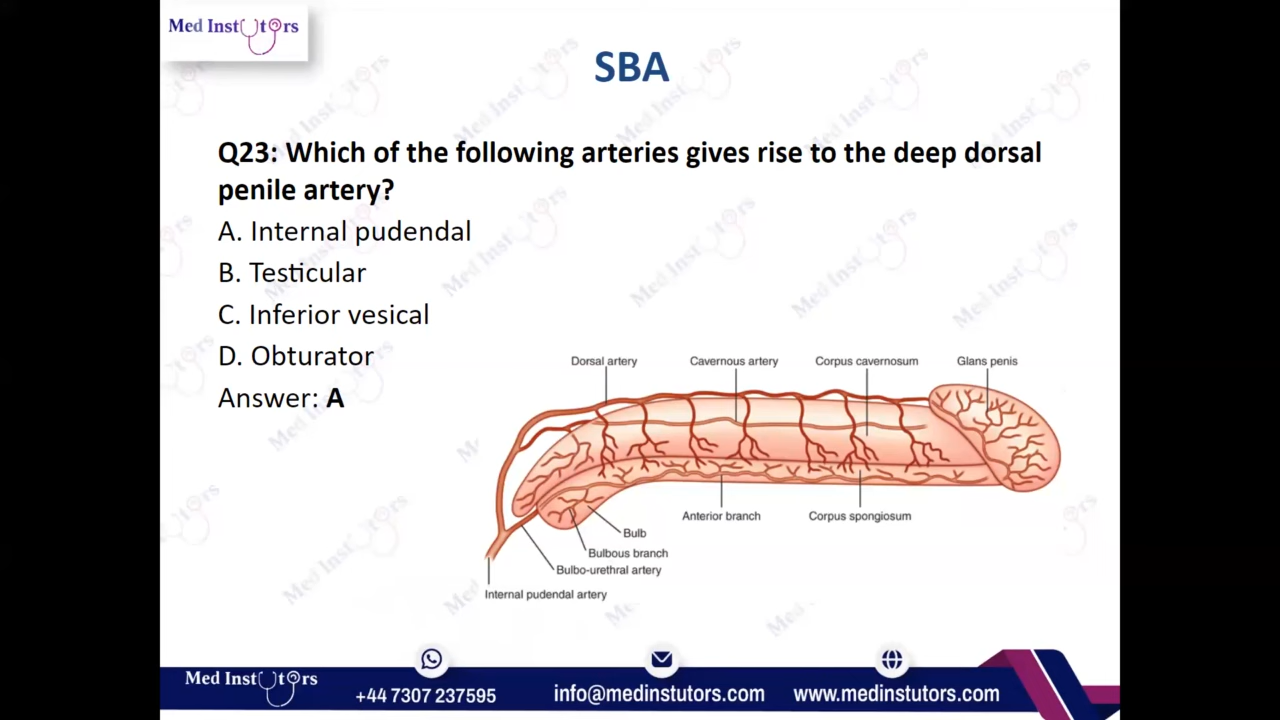 Med Instutors
SBA
Q23: Which of the following arteries gives rise to the deep dorsal
penile artery?
A. Internal pudendal
B. Testicular
C. Inferior vesical
D. Obturator
Answer: A
Dorsal artery
Cavernous artery
Corpus cavernosum
Glans penis
Anterior branch
Corpus spongiosum
Bulb
Bulbous branch
Bulbo-urethral artery
Internal pudendal artery
Med Instutors
+44 7307 237595
info@medinstutors.com
www.medinstutors.com